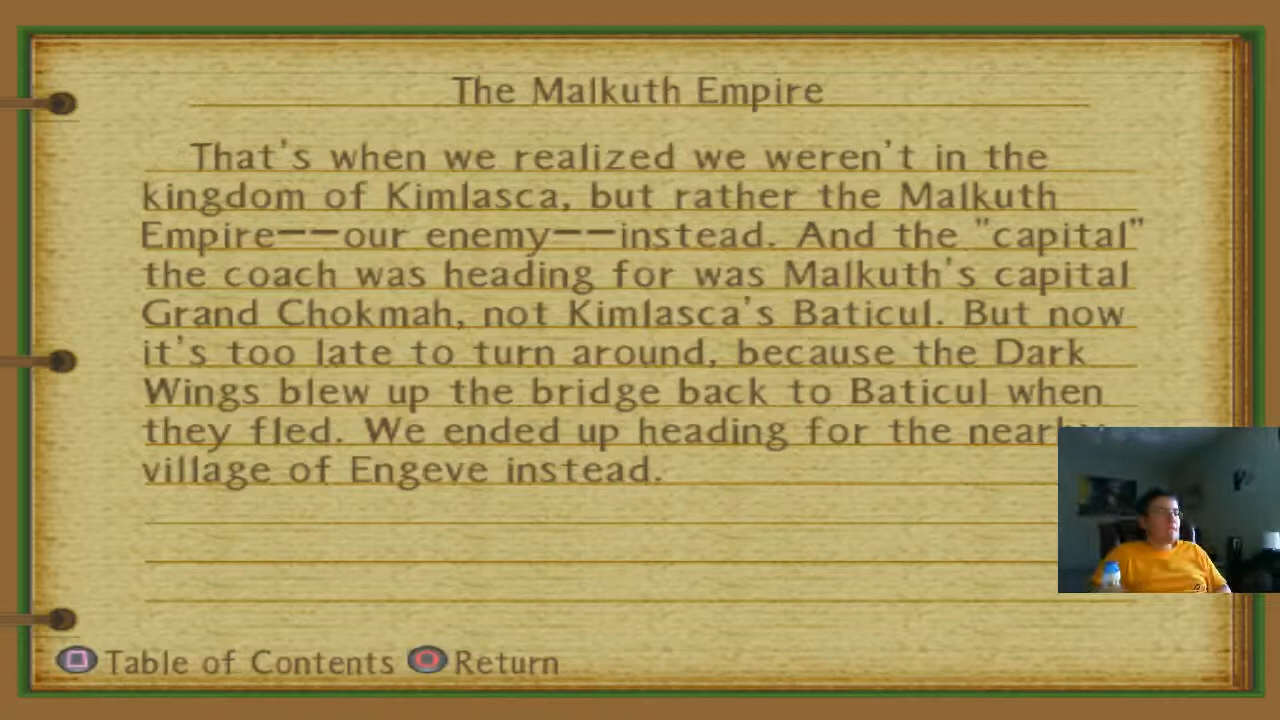 The Malkuth Empire
That's when we realized we weren't in the
kingdom of Kimlasca, but rather the Malkuth
Empire——our enemy——instead. And the "capital"
the coach was heading for was Malkuth's capital
Grand Chokmah, not Kimlasca's Baticul. But now
it's too late to turn around, because the Dark
Wings blew up the bridge back to Baticul when
they fled. We ended up heading for the nearby
village of Engeve instead.
Table of Contents Return